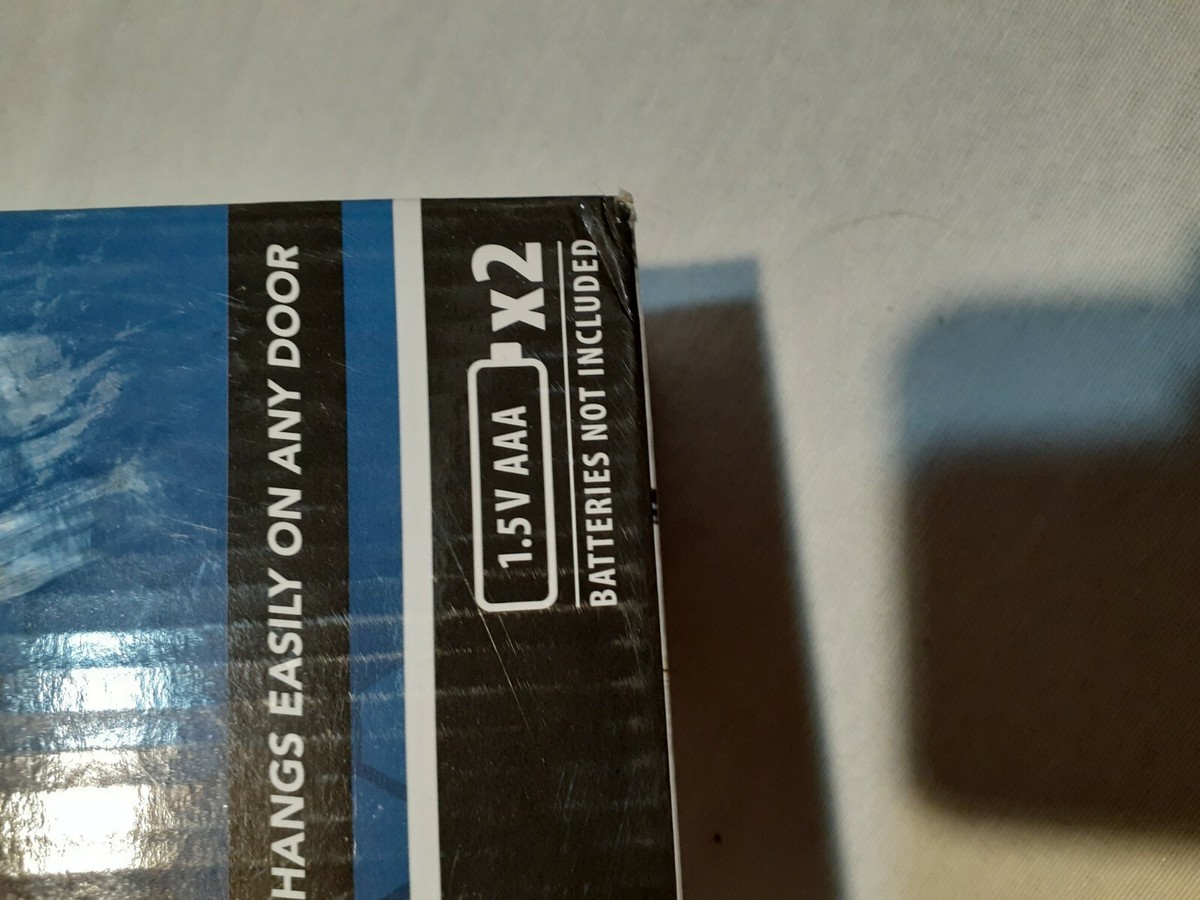 HANGS EASILY ON ANY DOOR
1.5V AAA x2
BATTERIES NOT INCLUDED